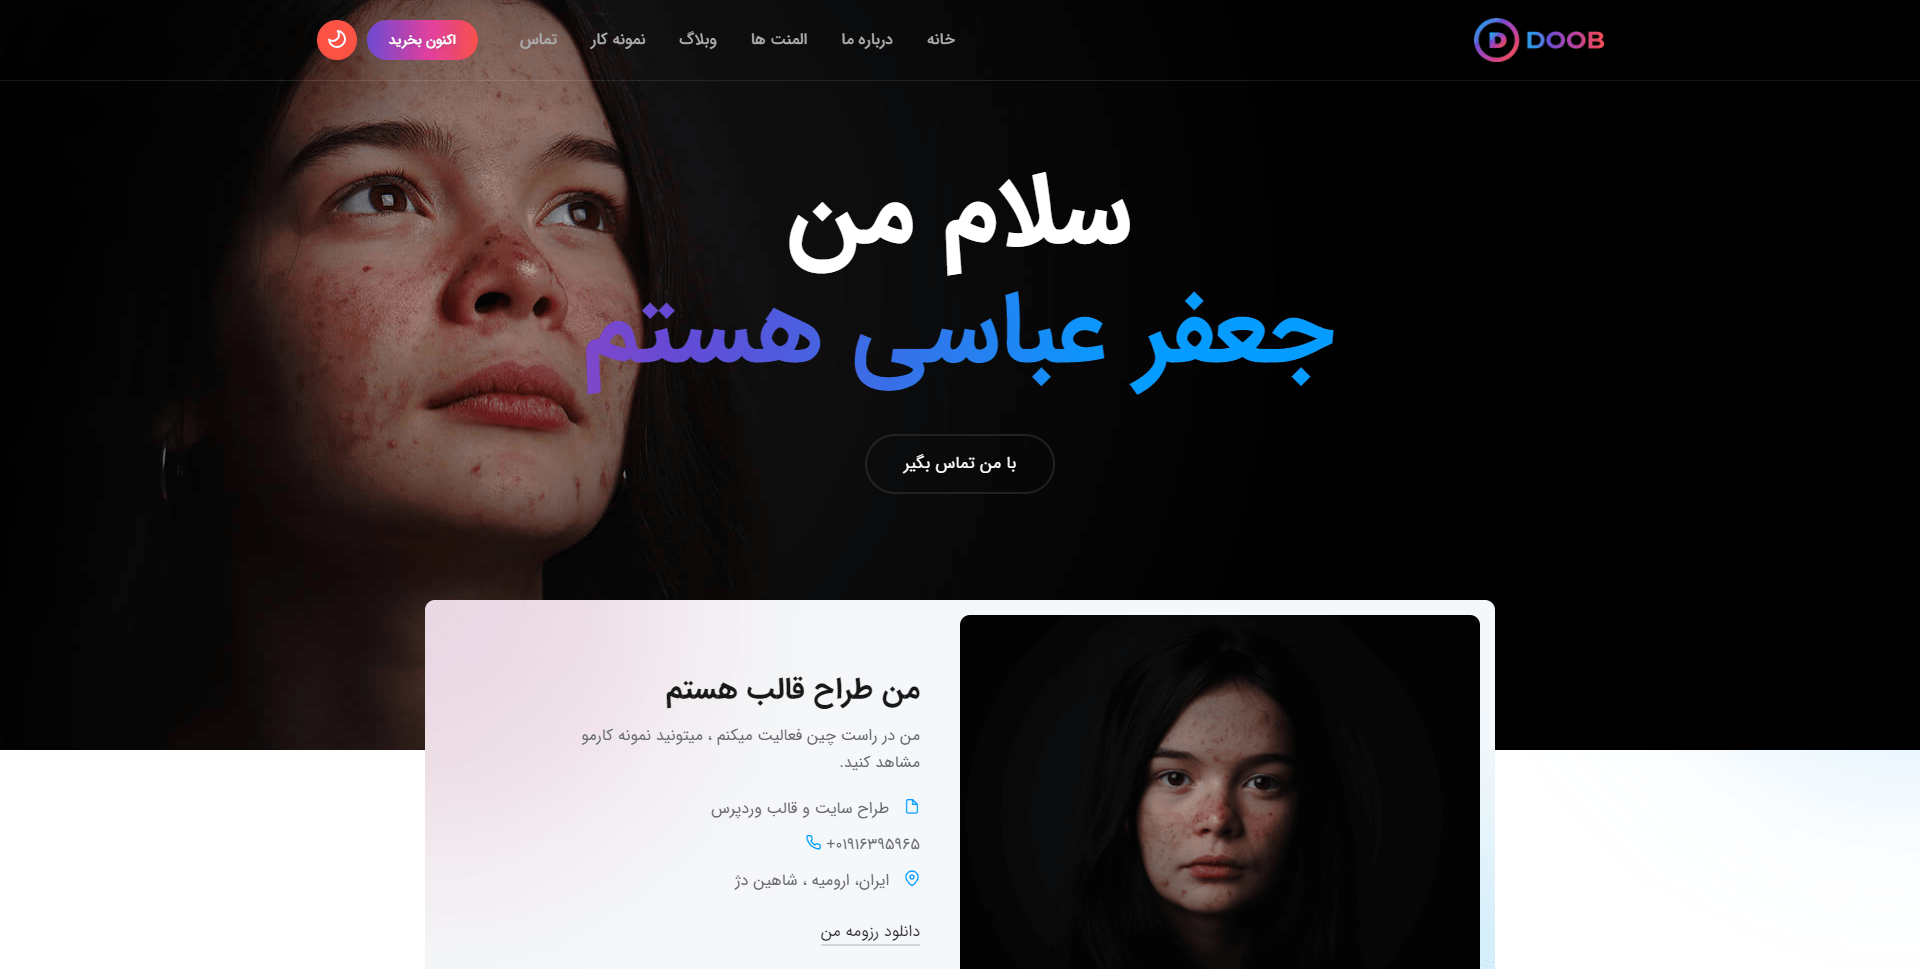 DOOB
خانه
درباره ما
المنت ها
وبلاگ
نمونه کار
تماس
اکنون بخرید
سلام من
جعفر عباسی هستم
با من تماس بگیر
من طراح قالب هستم
من در راست چین فعالیت میکنم ، میتونید نمونه کارمو
مشاهد کنید.
طراح سایت و قالب وردپرس
+۰۱۹۱۶۳۹۵۹۶۵
ایران، ارومیه ، شاهین دژ
دانلود رزومه من